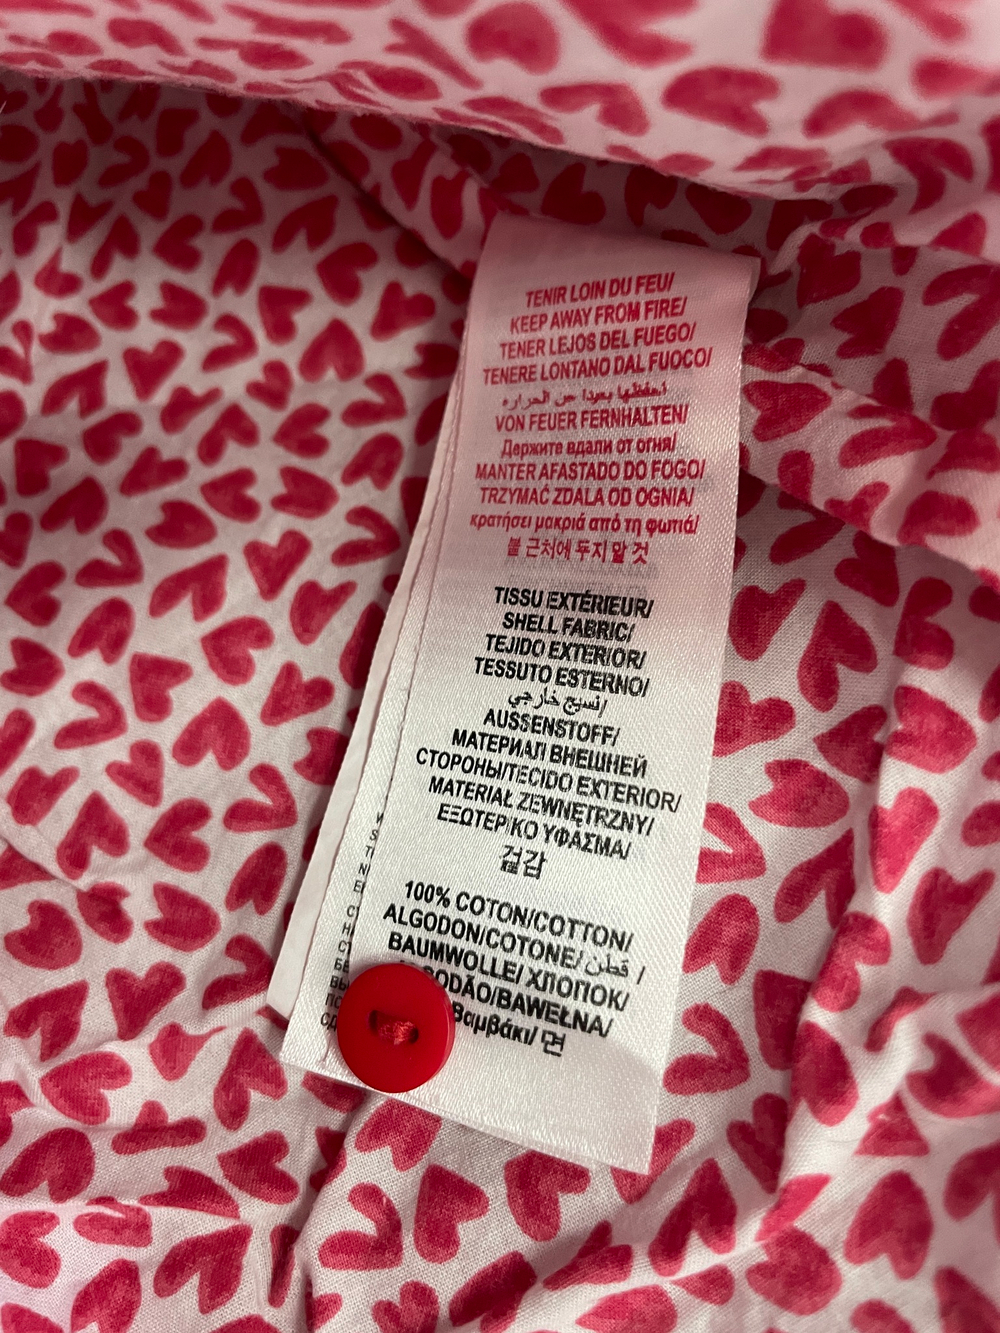 TENIR LOIN DU FEU/
KEEP AWAY FROM FIRE/
TENER LEJOS DEL FUEGO/
TENERE LONTANO DAL FUOCO/
احفظها بعيدا عن الحراره
VON FEUER FERNHALTEN/
Держите вдали от огня/
MANTER AFASTADO DO FOGO/
TRZYMAĆ ZDALA OD OGNIA/
κρατήσει μακριά από τη φωτιά/
불 근처에 두지 말 것
TISSU EXTÉRIEUR/
SHELL FABRIC/
TEJIDO EXTERIOR/
TESSUTO ESTERNO/
نسيج خارجي/
AUSSENSTOFF/
МАТЕРИАЛ ВНЕШНЕЙ
СТОРОНЫ/TECIDO EXTERIOR/
MATERIAŁ ZEWNĘTRZNY/
ΕΞΩΤΕΡΙΚΟ ΥΦΑΣΜΑ/
겉감
100% COTON/COTTON/
ALGODON/COTONE/ قطن /
BAUMWOLLE/ ХЛОПОК/
BAWEŁNA/
Βαμβάκι/ 면